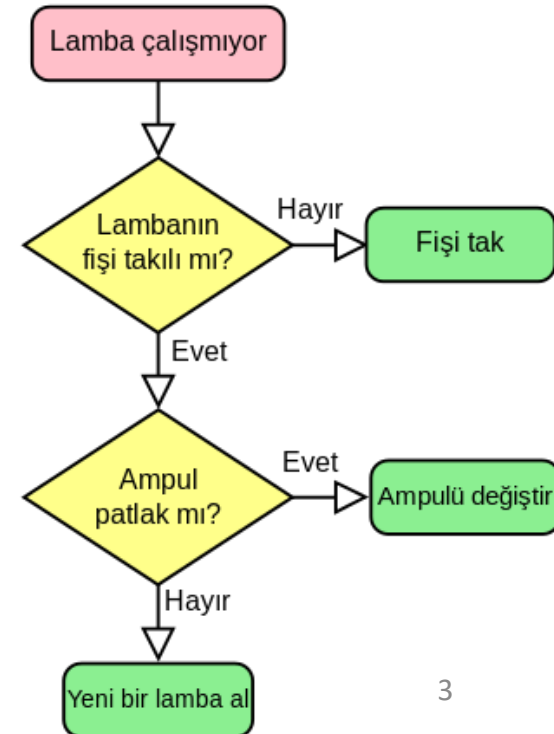 Lamba çalışmıyor
Hayır
Lambanın
fişi takılı mı?
Fişi tak
Evet
Evet
Ampul
patlak mı?
Ampulü değiştir
Hayır
Yeni bir lamba al
3